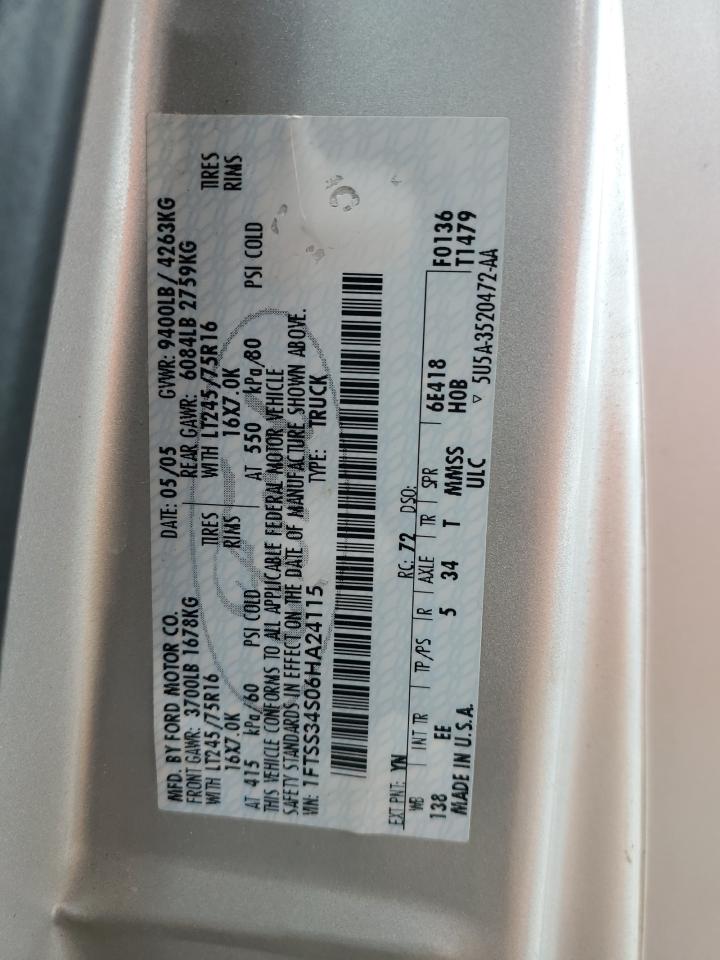 MFD. BY FORD MOTOR CO.
DATE: 05/05 GVWR: 9400LB / 4263KG
FRONT GAWR: 3700LB 1678KG REAR GAWR: 6084LB 2759KG
WITH LT245/75R16 TIRES WITH LT245/75R16 TIRES
16X7.0K RIMS 16X7.0K RIMS
AT 415 kPa/60 PSI COLD AT 550 kPa/80 PSI COLD
THIS VEHICLE CONFORMS TO ALL APPLICABLE FEDERAL MOTOR VEHICLE
SAFETY STANDARDS IN EFFECT ON THE DATE OF MANUFACTURE SHOWN ABOVE.
VIN: 1FTSS34S06HA24115 TYPE: TRUCK
EXT PNT: YN RC: 72 DSO:
WB INT TR TP/PS R AXLE TR SPR 6E418 F0136
138 EE 5 34 T MMSS HOB T1479
MADE IN U.S.A. ULC
▽ 5U5A-3520472-AA